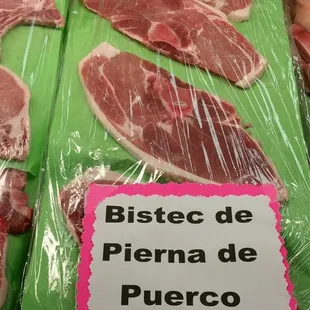 Bistec de
Pierna de
Puerco